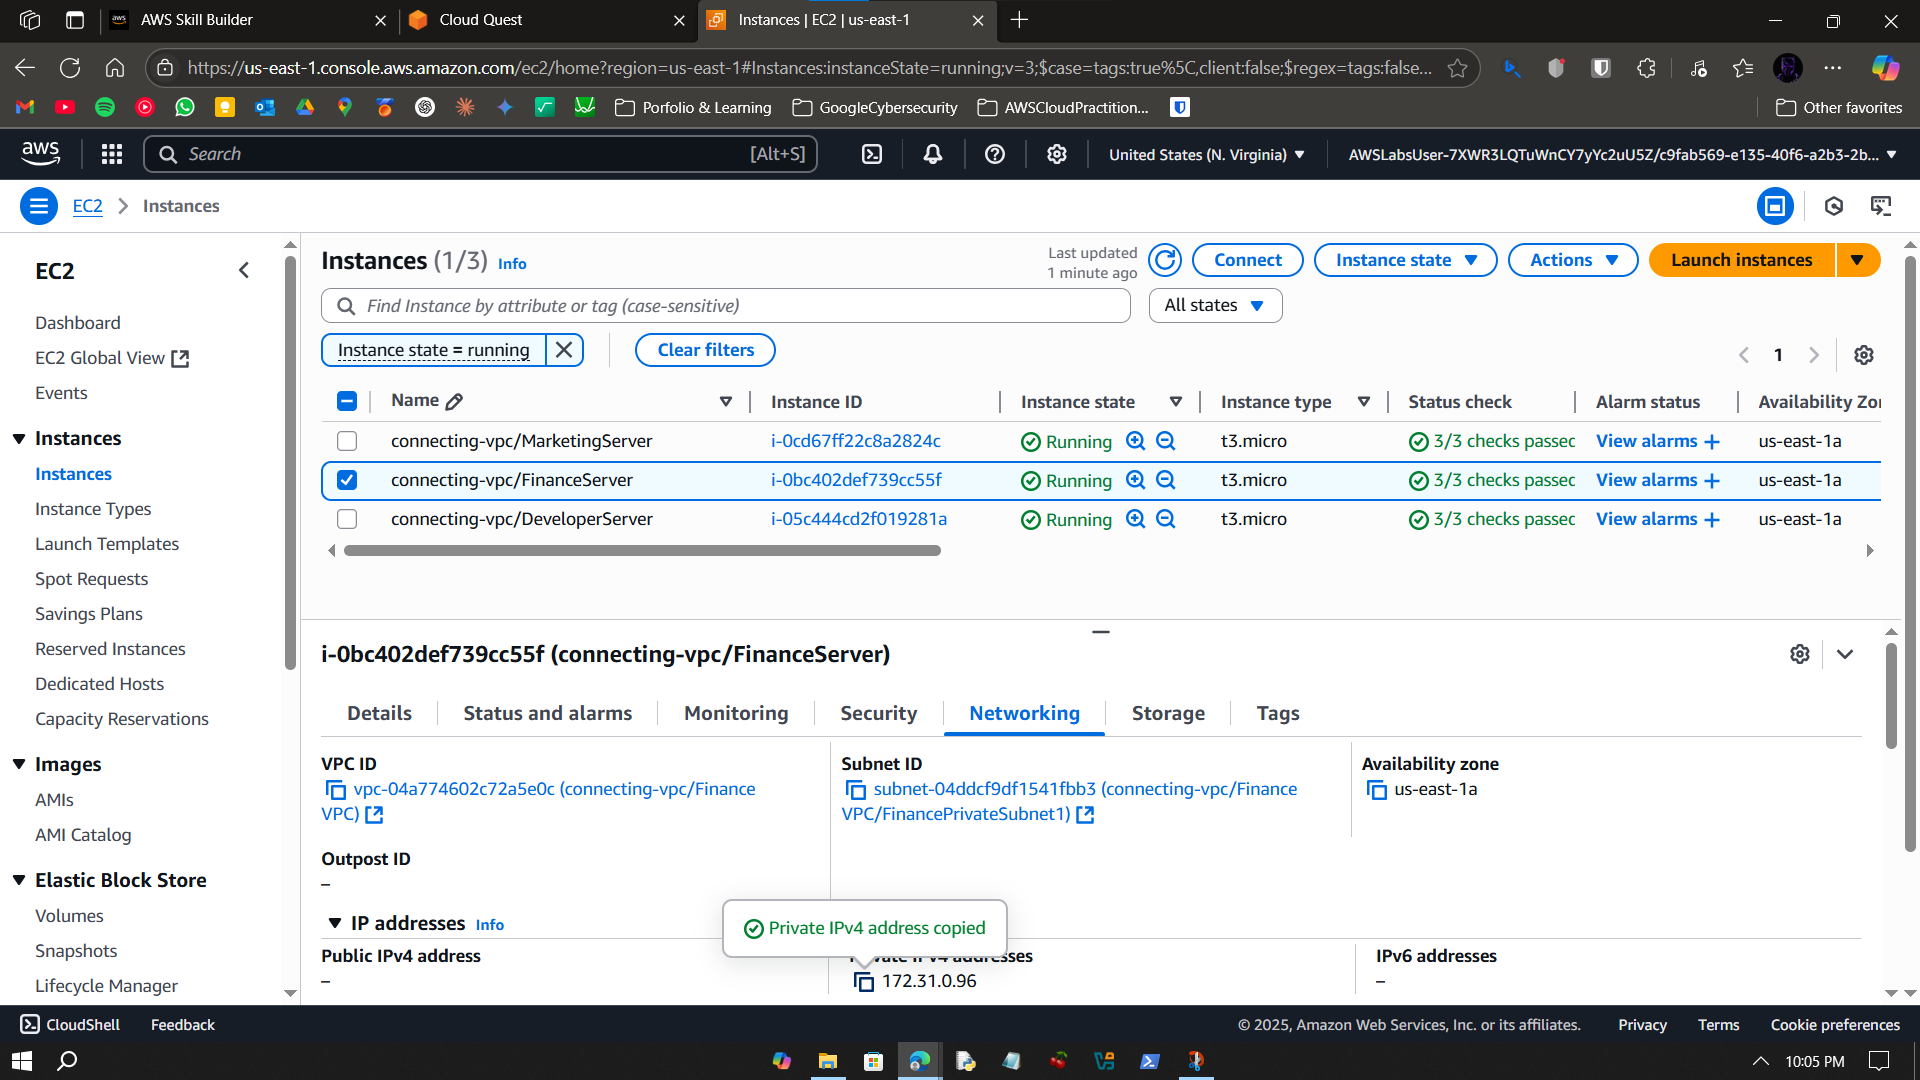 AWS Skill Builder
Cloud Quest
Instances | EC2 | us-east-1
https://us-east-1.console.aws.amazon.com/ec2/home?region=us-east-1#Instances:instanceState=running;v=3;$case=tags:true%5C,client:false;$regex=tags:false...
Porfolio & Learning
GoogleCybersecurity
AWSCloudPractition...
Other favorites
aws
Search
[Alt+S]
United States (N. Virginia)
AWSLabsUser-7XWR3LQTuWnCY7yYc2uU5Z/c9fab569-e135-40f6-a2b3-2b...
EC2
Instances
EC2
Dashboard
EC2 Global View
Events
Instances
Instances
Instance Types
Launch Templates
Spot Requests
Savings Plans
Reserved Instances
Dedicated Hosts
Capacity Reservations
Images
AMIs
AMI Catalog
Elastic Block Store
Volumes
Snapshots
Lifecycle Manager
Instances (1/3) Info
Last updated
1 minute ago
Connect
Instance state
Actions
Launch instances
Find Instance by attribute or tag (case-sensitive)
All states
Instance state = running
Clear filters
1
Name Instance ID Instance state Instance type Status check Alarm status Availability Zo
connecting-vpc/MarketingServer i-0cd67ff22c8a2824c Running t3.micro 3/3 checks passec View alarms us-east-1a
connecting-vpc/FinanceServer i-0bc402def739cc55f Running t3.micro 3/3 checks passec View alarms us-east-1a
connecting-vpc/DeveloperServer i-05c444cd2f019281a Running t3.micro 3/3 checks passec View alarms us-east-1a
i-0bc402def739cc55f (connecting-vpc/FinanceServer)
Details
Status and alarms
Monitoring
Security
Networking
Storage
Tags
VPC ID
vpc-04a774602c72a5e0c (connecting-vpc/Finance
VPC)
Subnet ID
subnet-04ddcf9df1541fbb3 (connecting-vpc/Finance
VPC/FinancePrivateSubnet1)
Availability zone
us-east-1a
Outpost ID
–
IP addresses Info
Private IPv4 address copied
Public IPv4 address
–
Private IPv4 addresses
172.31.0.96
IPv6 addresses
–
CloudShell
Feedback
© 2025, Amazon Web Services, Inc. or its affiliates.
Privacy
Terms
Cookie preferences
10:05 PM